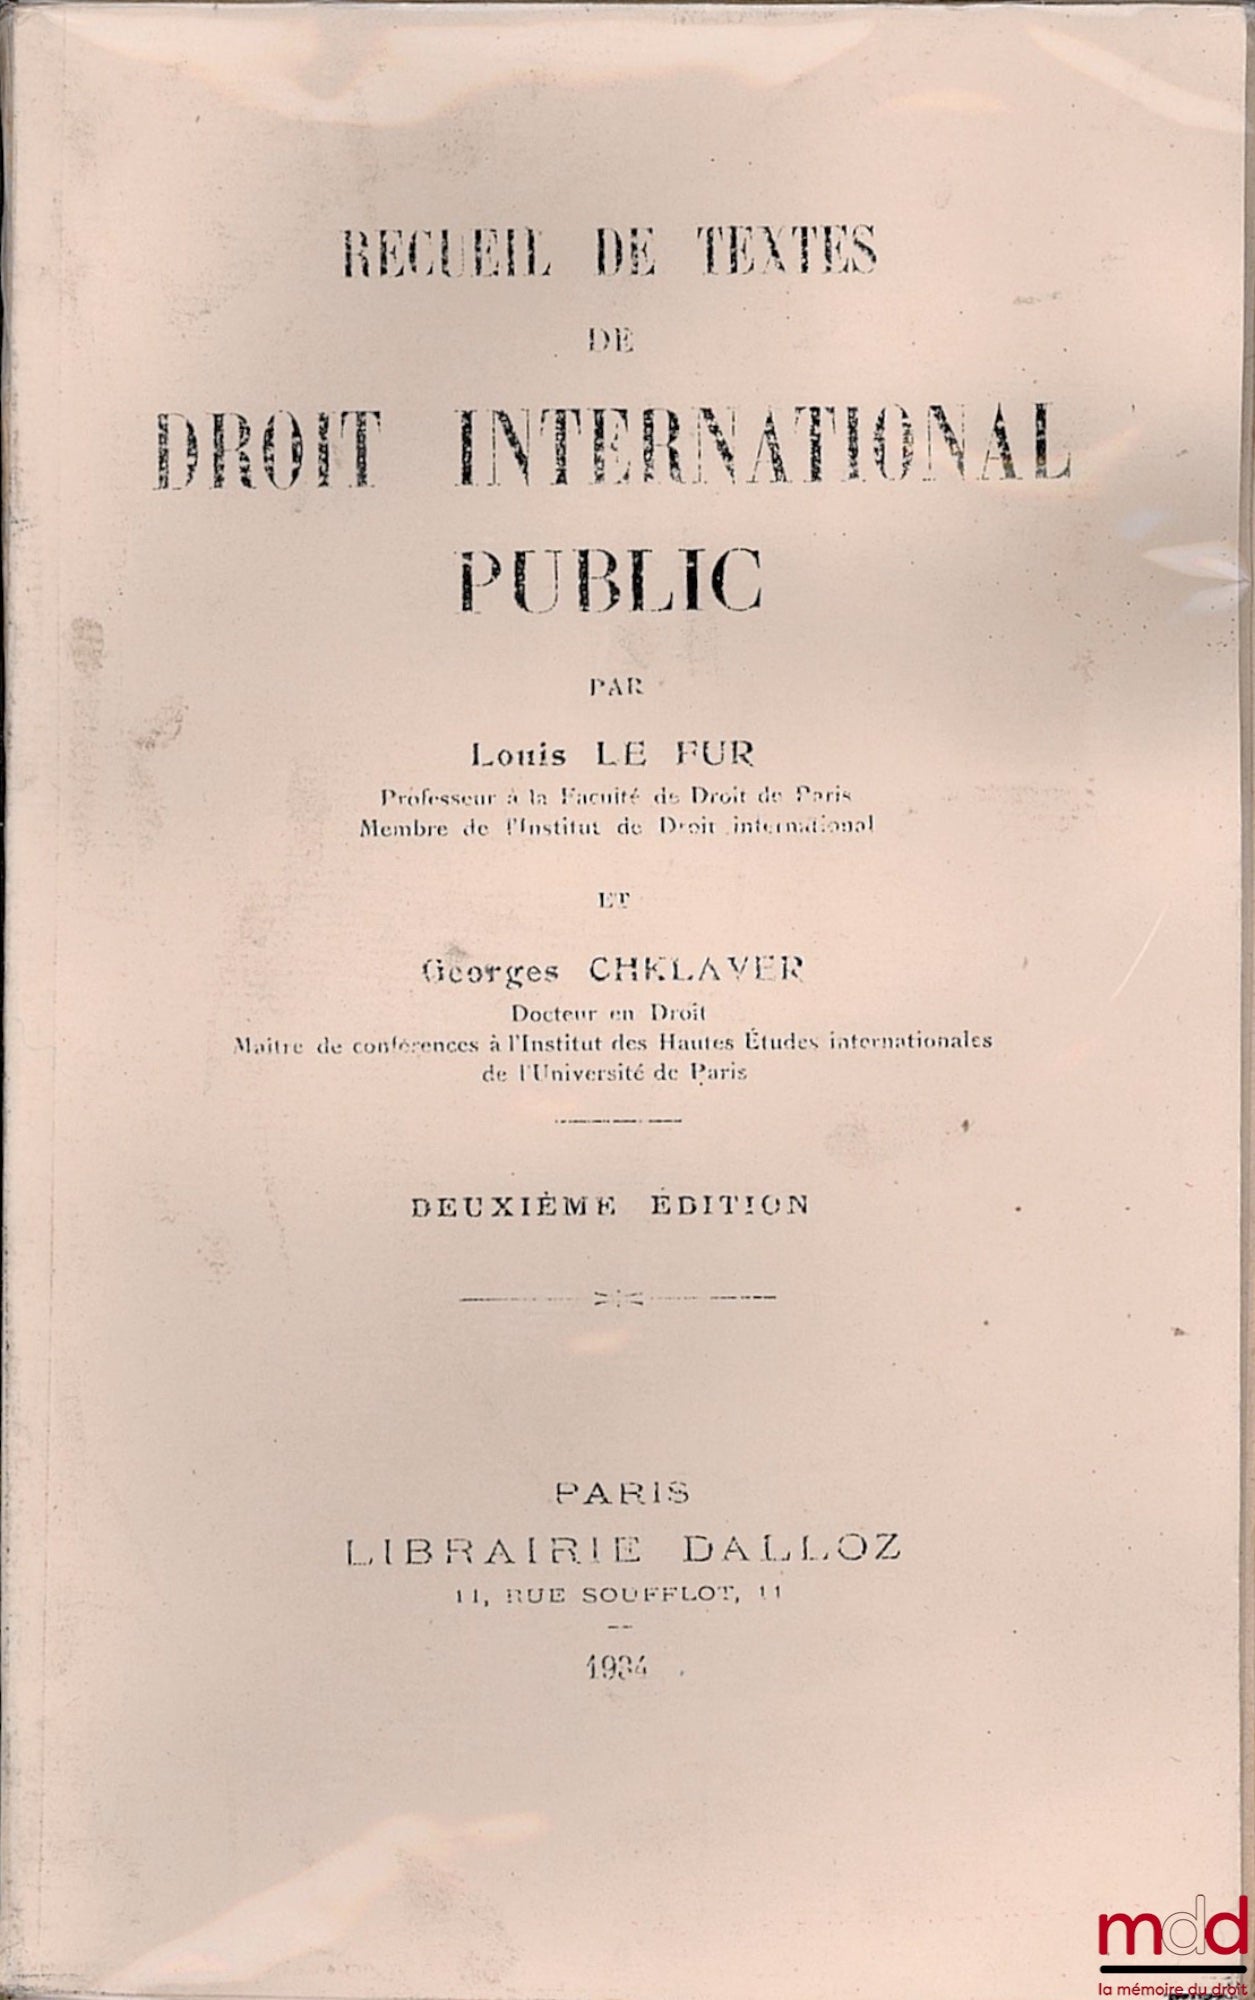 RECUEIL DE TEXTES
DE
DROIT INTERNATIONAL
PUBLIC
PAR
Louis LE FUR
Professeur à la Faculté de Droit de Paris
Membre de l'Institut de Droit international
ET
Georges CHKLAVER
Docteur en Droit
Maître de conférences à l'Institut des Hautes Études internationales
de l'Université de Paris
DEUXIÈME ÉDITION
PARIS
LIBRAIRIE DALLOZ
11, RUE SOUFFLOT, 11
1934
mdd
la mémoire du droit